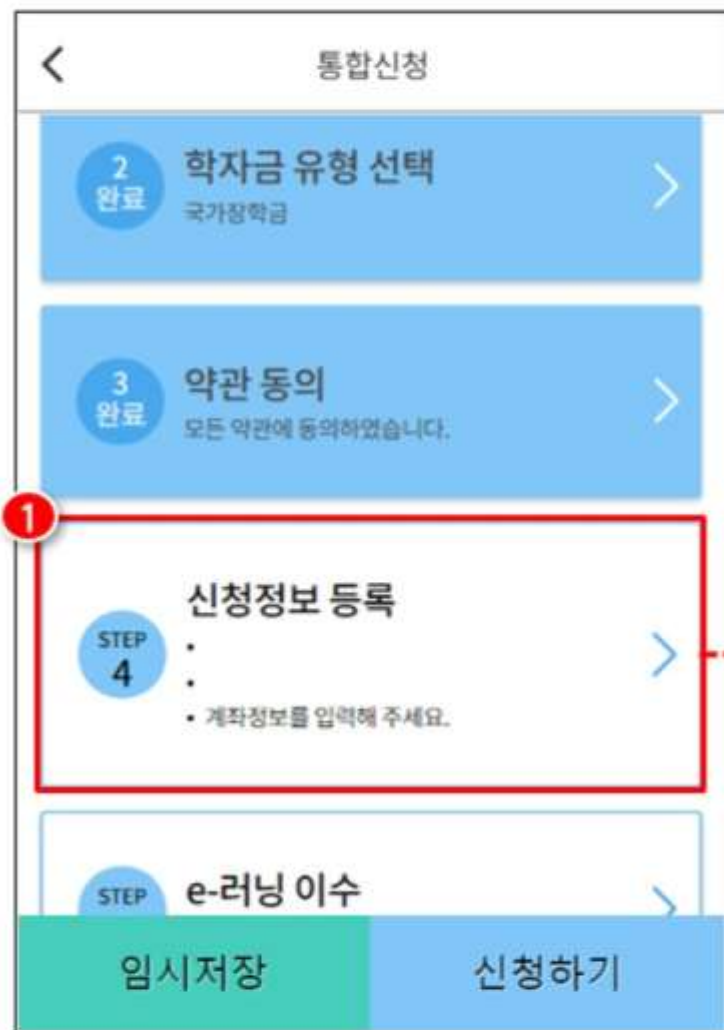 통합신청
2
완료
학자금 유형 선택
국가장학금
3
완료
약관 동의
모든 약관에 동의하였습니다.
1
STEP
4
신청정보 등록
•
•
• 계좌정보를 입력해 주세요.
STEP
e-러닝 이수
임시저장
신청하기